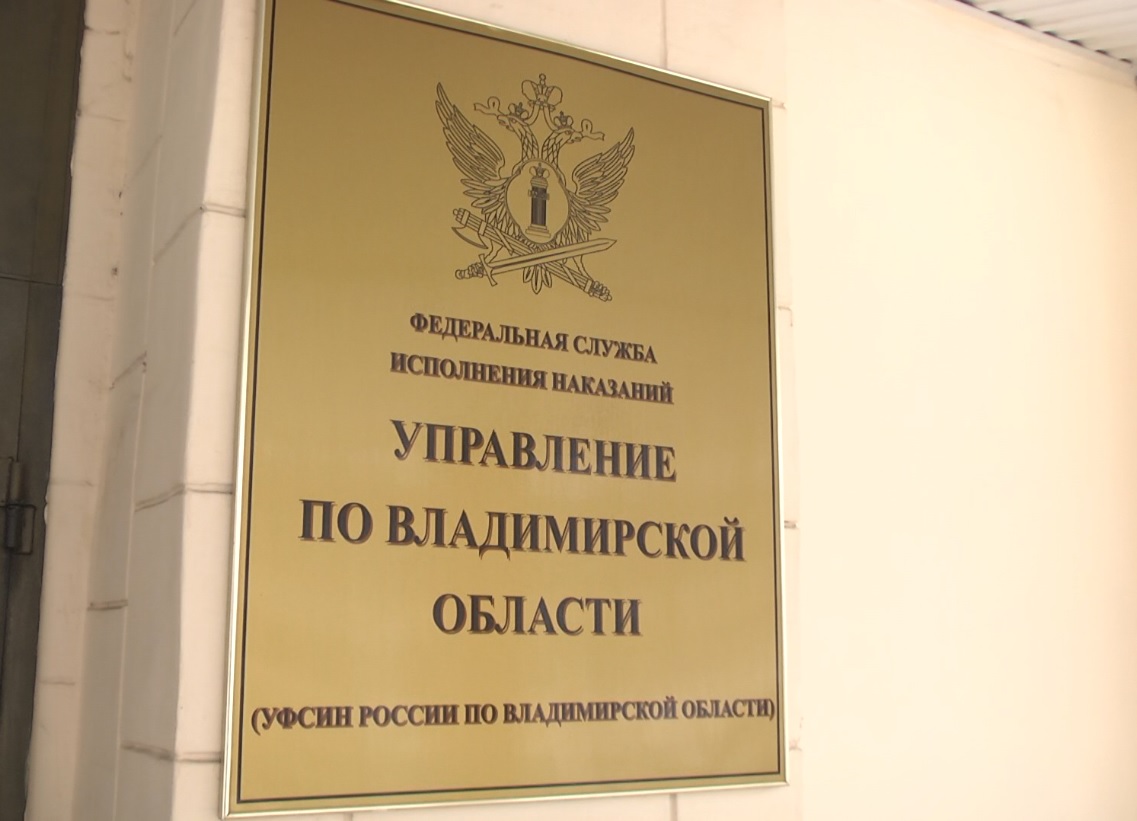 ФЕДЕРАЛЬНАЯ СЛУЖБА
ИСПОЛНЕНИЯ НАКАЗАНИЙ
УПРАВЛЕНИЕ
ПО ВЛАДИМИРСКОЙ
ОБЛАСТИ
(УФСИН РОССИИ ПО ВЛАДИМИРСКОЙ ОБЛАСТИ)